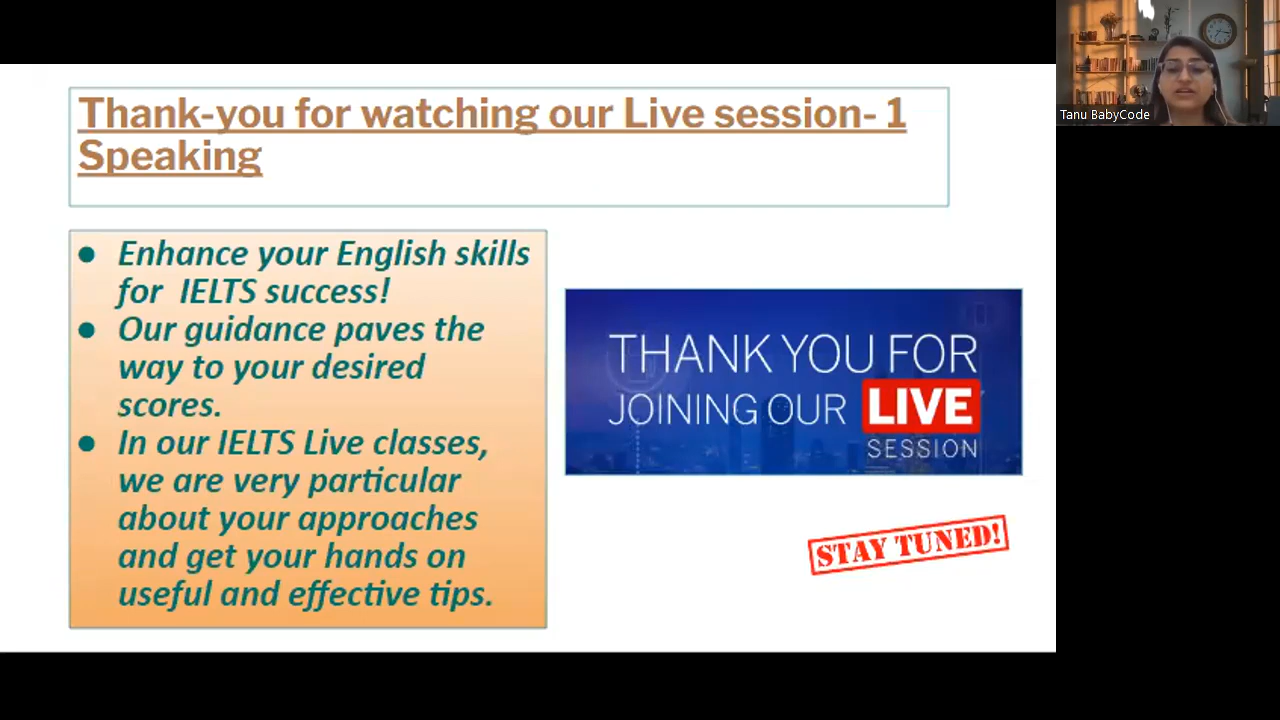 Thank-you for watching our Live session- 1
Speaking
● Enhance your English skills
for IELTS success!
● Our guidance paves the
way to your desired
scores.
● In our IELTS Live classes,
we are very particular
about your approaches
and get your hands on
useful and effective tips.
THANK YOU FOR
JOINING OUR LIVE
SESSION
STAY TUNED!
Tanu BabyCode